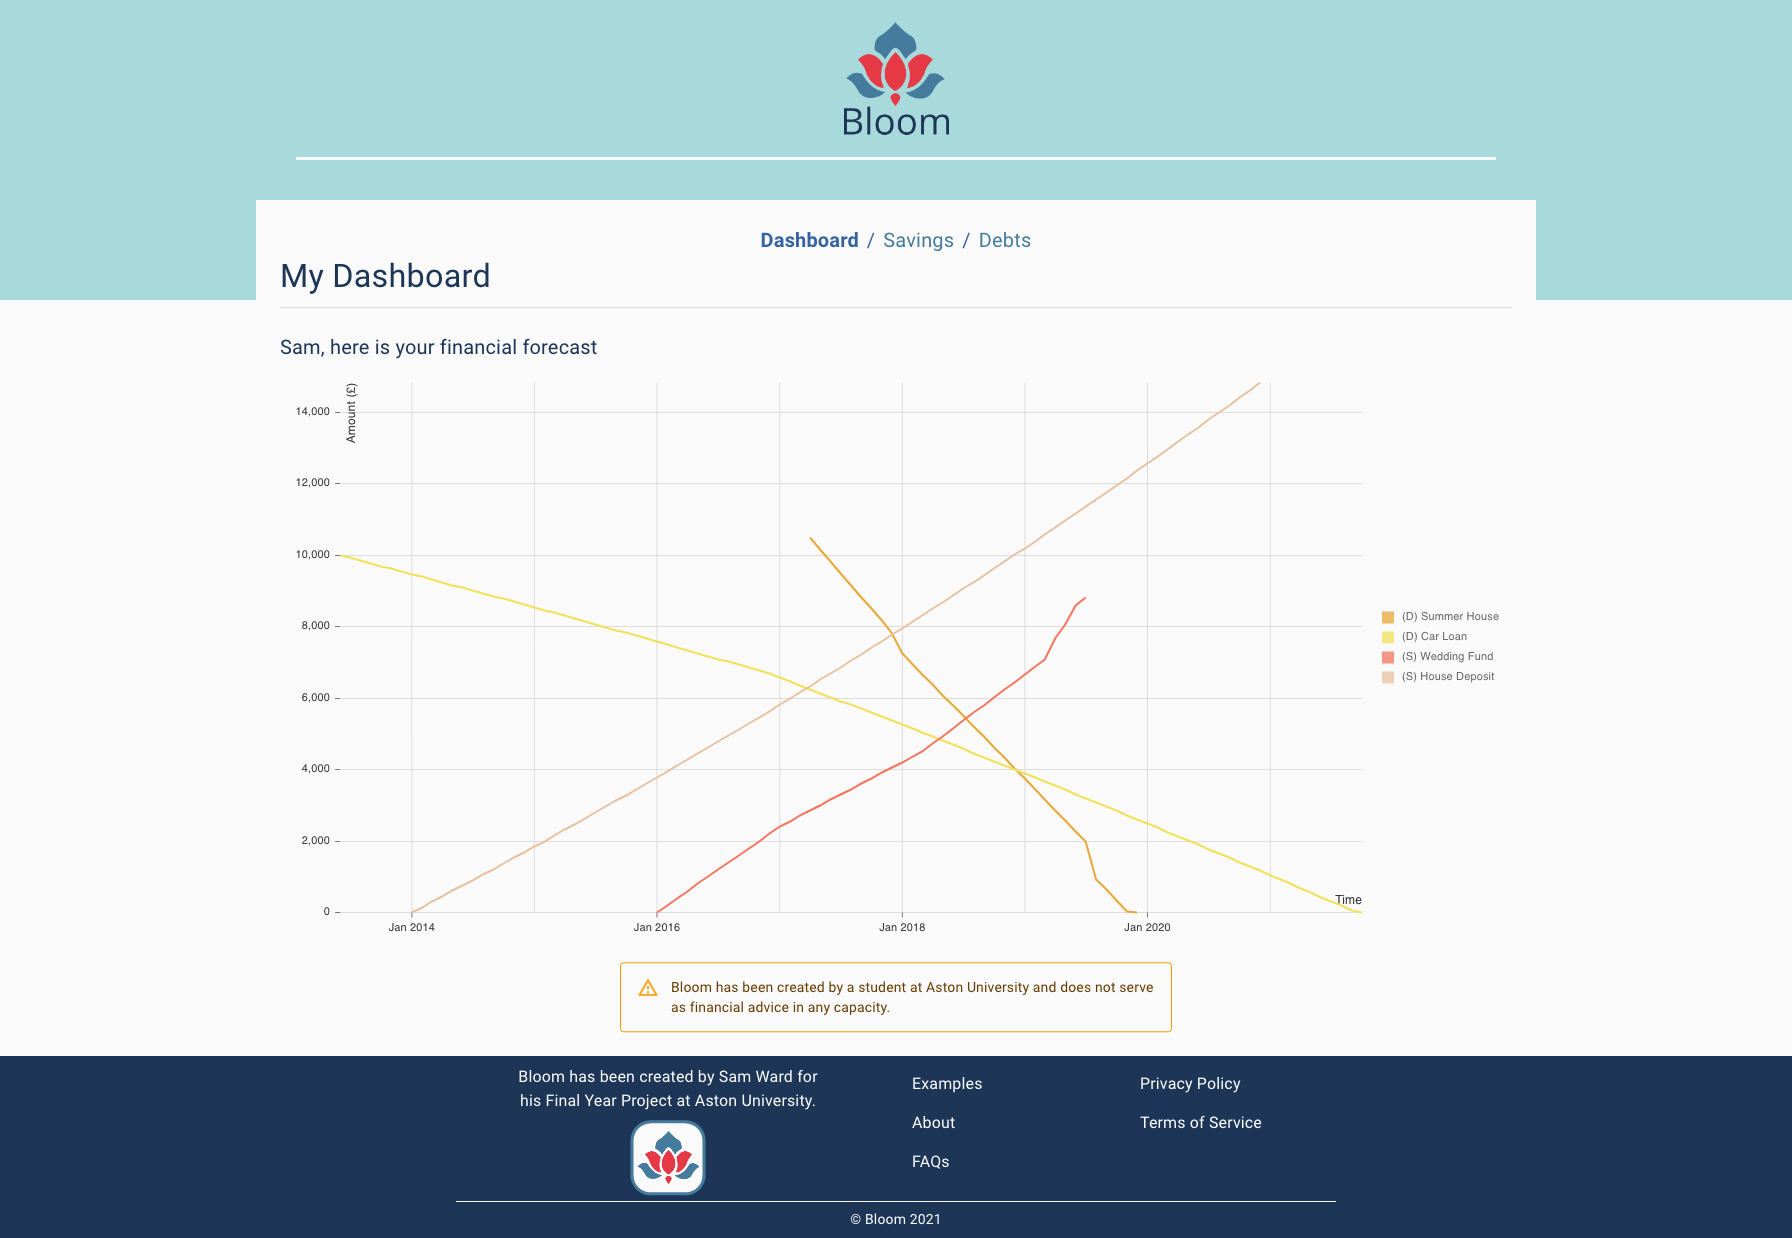 Bloom
Dashboard / Savings / Debts
My Dashboard
Sam, here is your financial forecast
Amount (£)
14,000
12,000
10,000
8,000
6,000
4,000
2,000
0
Jan 2014
Jan 2016
Jan 2018
Jan 2020
Time
(D) Summer House
(D) Car Loan
(S) Wedding Fund
(S) House Deposit
Bloom has been created by a student at Aston University and does not serve
as financial advice in any capacity.
Bloom has been created by Sam Ward for
his Final Year Project at Aston University.
Examples
About
FAQs
Privacy Policy
Terms of Service
© Bloom 2021